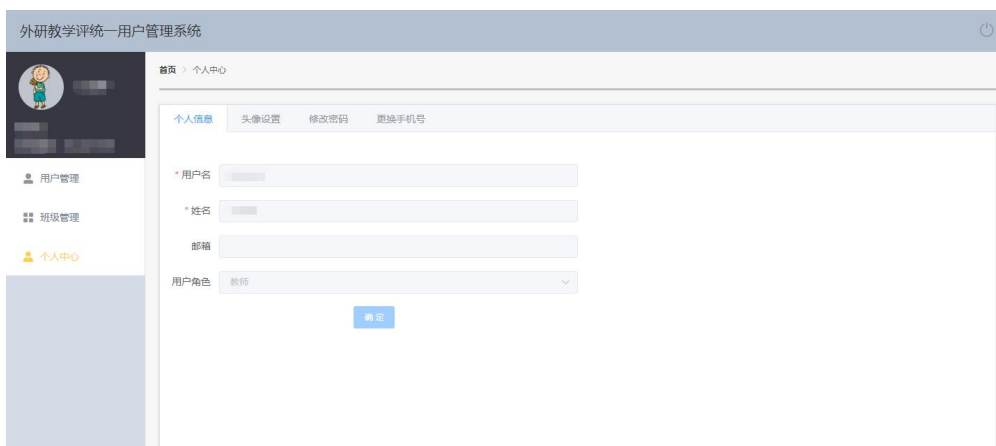 外研教学评统一用户管理系统
首页 > 个人中心
个人信息 头像设置 修改密码 更换手机号
用户管理
班级管理
个人中心
* 用户名
* 姓名
邮箱
用户角色 教师
确定